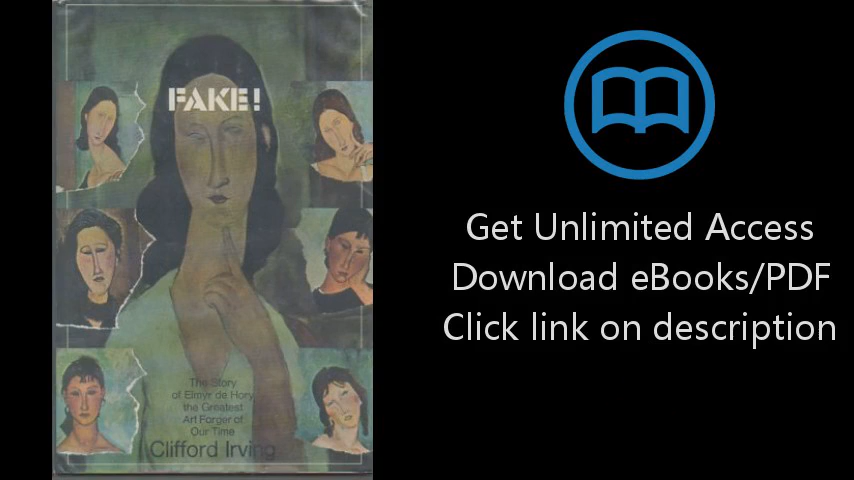 FAKE!
The Story
of Elmyr de Hory
the Greatest
Art Forger of
Our Time
Clifford Irving
Get Unlimited Access
Download eBooks/PDF
Click link on description